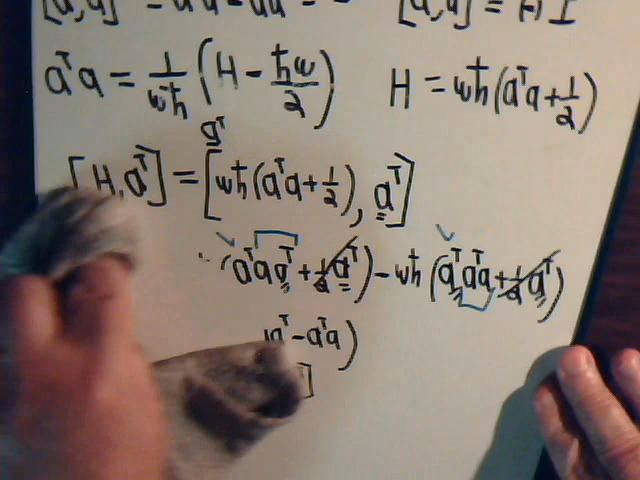 a†a = 1/ωħ (H − ħω/2) H = ωħ(a†a + 1/2)
a†
[H, a†] = [ωħ(a†a + 1/2), a†]
(a†aa† + 1/2 a†) − ωħ(a†a†a + 1/2 a†)
a† − a†a)
]